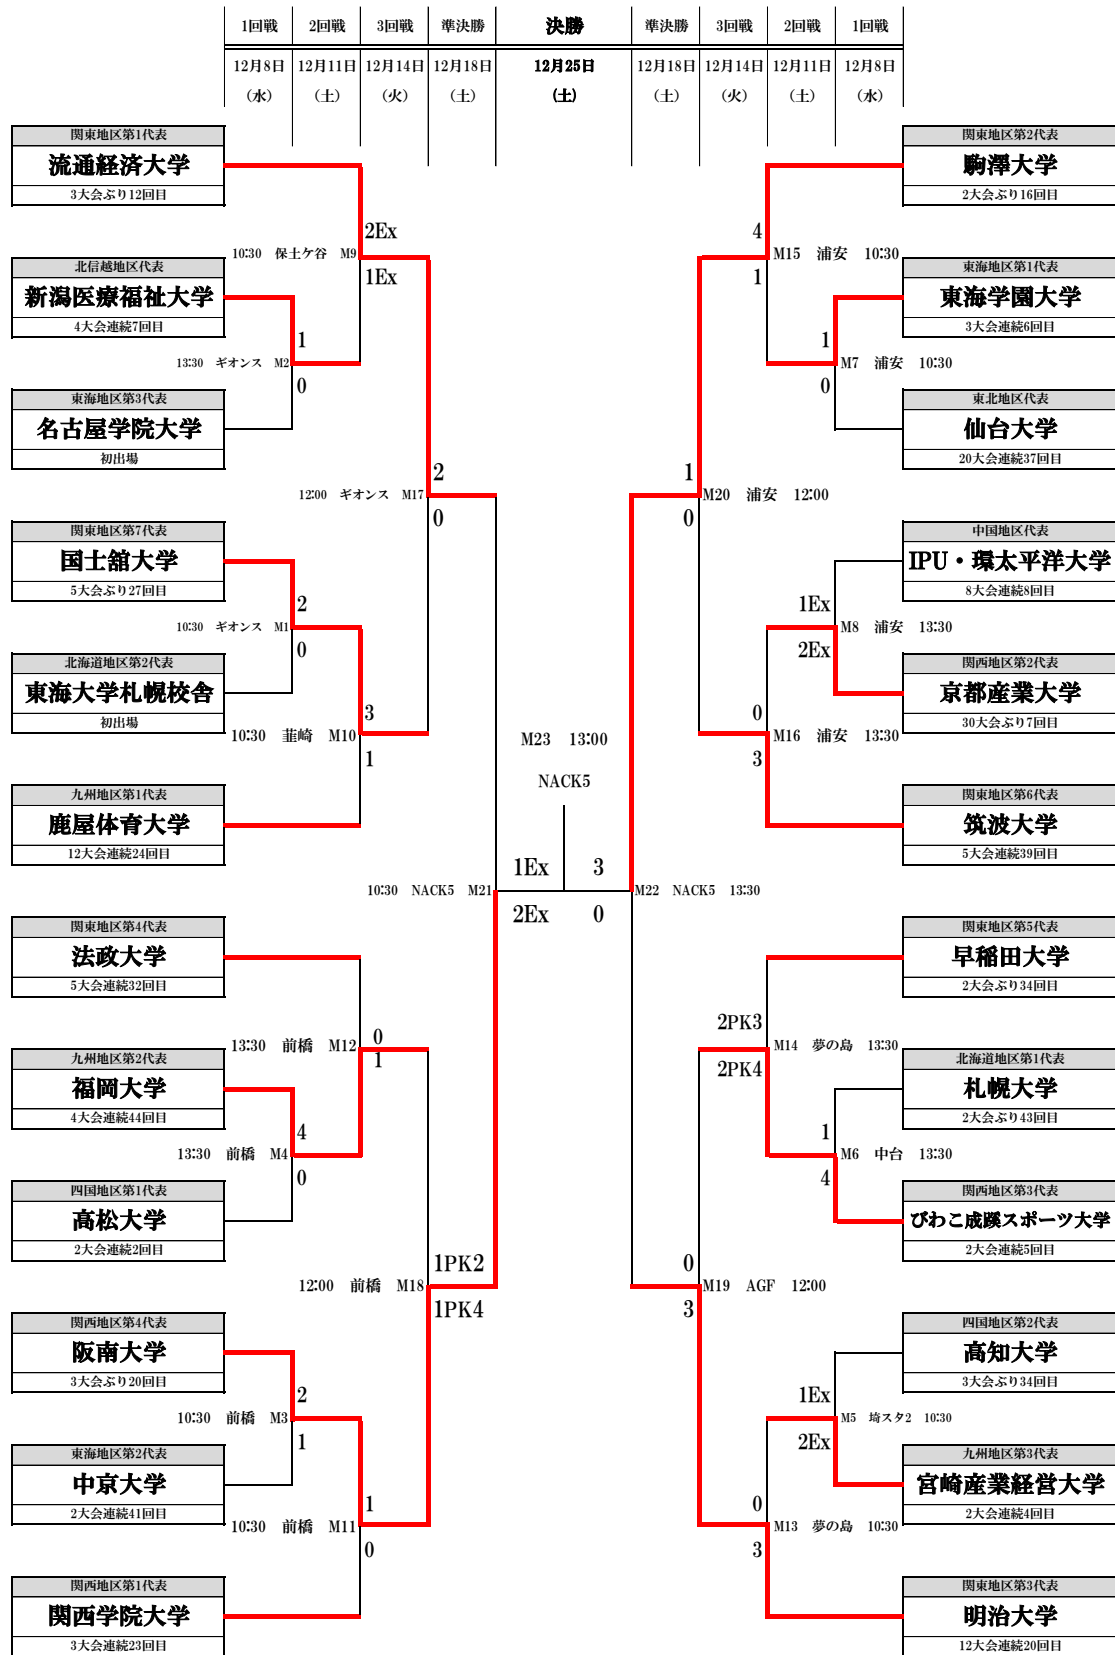 1回戦 2回戦 3回戦 準決勝 決勝 準決勝 3回戦 2回戦 1回戦
12月8日 12月11日 12月14日 12月18日 12月25日 12月18日 12月14日 12月11日 12月8日
(水) (土) (火) (土) (土) (土) (火) (土) (水)
関東地区第1代表
流通経済大学
3大会ぶり12回目
2Ex
10:30 保土ケ谷 M9
1Ex
北信越地区代表
新潟医療福祉大学
4大会連続7回目
1
13:30 ギオンス M2
0
東海地区第3代表
名古屋学院大学
初出場
2
12:00 ギオンス M17
0
関東地区第7代表
国士舘大学
5大会ぶり27回目
2
10:30 ギオンス M1
0
北海道地区第2代表
東海大学札幌校舎
初出場
3
10:30 韮崎 M10
1
九州地区第1代表
鹿屋体育大学
12大会連続24回目
10:30 NACK5 M21
関東地区第4代表
法政大学
5大会連続32回目
0
13:30 前橋 M12
1
九州地区第2代表
福岡大学
4大会連続44回目
4
13:30 前橋 M4
0
四国地区第1代表
高松大学
2大会連続2回目
1PK2
12:00 前橋 M18
1PK4
関西地区第4代表
阪南大学
3大会ぶり20回目
2
10:30 前橋 M3
1
東海地区第2代表
中京大学
2大会連続41回目
1
10:30 前橋 M11
0
関西地区第1代表
関西学院大学
3大会連続23回目
M23 13:00
NACK5
1Ex 3
2Ex 0
関東地区第2代表
駒澤大学
2大会ぶり16回目
4
M15 浦安 10:30
1
東海地区第1代表
東海学園大学
3大会連続6回目
1
M7 浦安 10:30
0
東北地区代表
仙台大学
20大会連続37回目
1
M20 浦安 12:00
0
中国地区代表
IPU・環太平洋大学
8大会連続8回目
1Ex
M8 浦安 13:30
2Ex
関西地区第2代表
京都産業大学
30大会ぶり7回目
0
M16 浦安 13:30
3
関東地区第6代表
筑波大学
5大会連続39回目
M22 NACK5 13:30
関東地区第5代表
早稲田大学
2大会ぶり34回目
2PK3
M14 夢の島 13:30
2PK4
北海道地区第1代表
札幌大学
2大会ぶり43回目
1
M6 中台 13:30
4
関西地区第3代表
びわこ成蹊スポーツ大学
2大会連続5回目
0
M19 AGF 12:00
3
四国地区第2代表
高知大学
3大会ぶり34回目
1Ex
M5 埼スタ2 10:30
2Ex
九州地区第3代表
宮崎産業経営大学
2大会連続4回目
0
M13 夢の島 10:30
3
関東地区第3代表
明治大学
12大会連続20回目